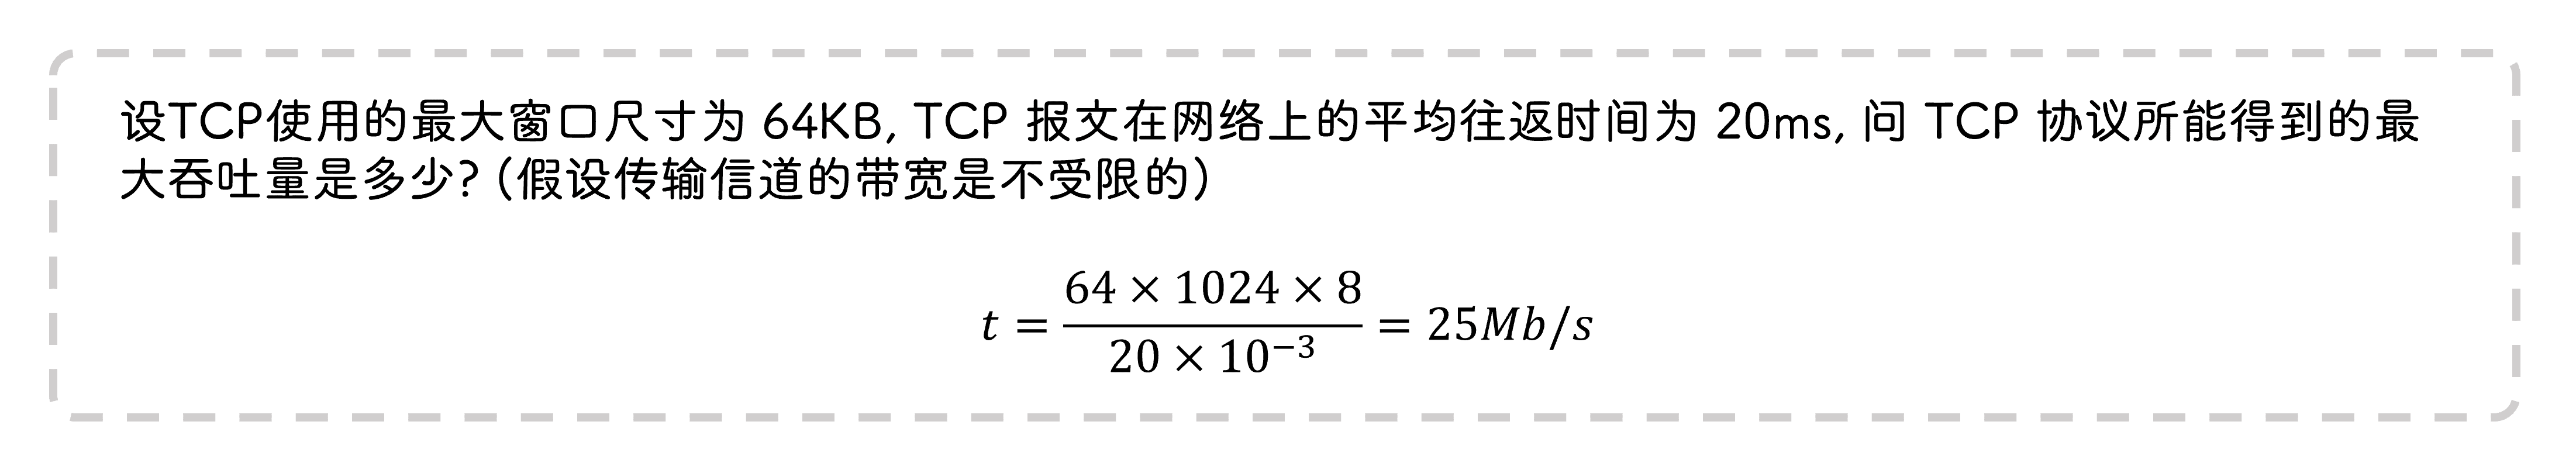 设TCP使用的最大窗口尺寸为 64KB, TCP 报文在网络上的平均往返时间为 20ms, 问 TCP 协议所能得到的最
大吞吐量是多少? (假设传输信道的带宽是不受限的)
t = \frac{64 × 1024 × 8}{20 × 10^{-3}} = 25Mb/s